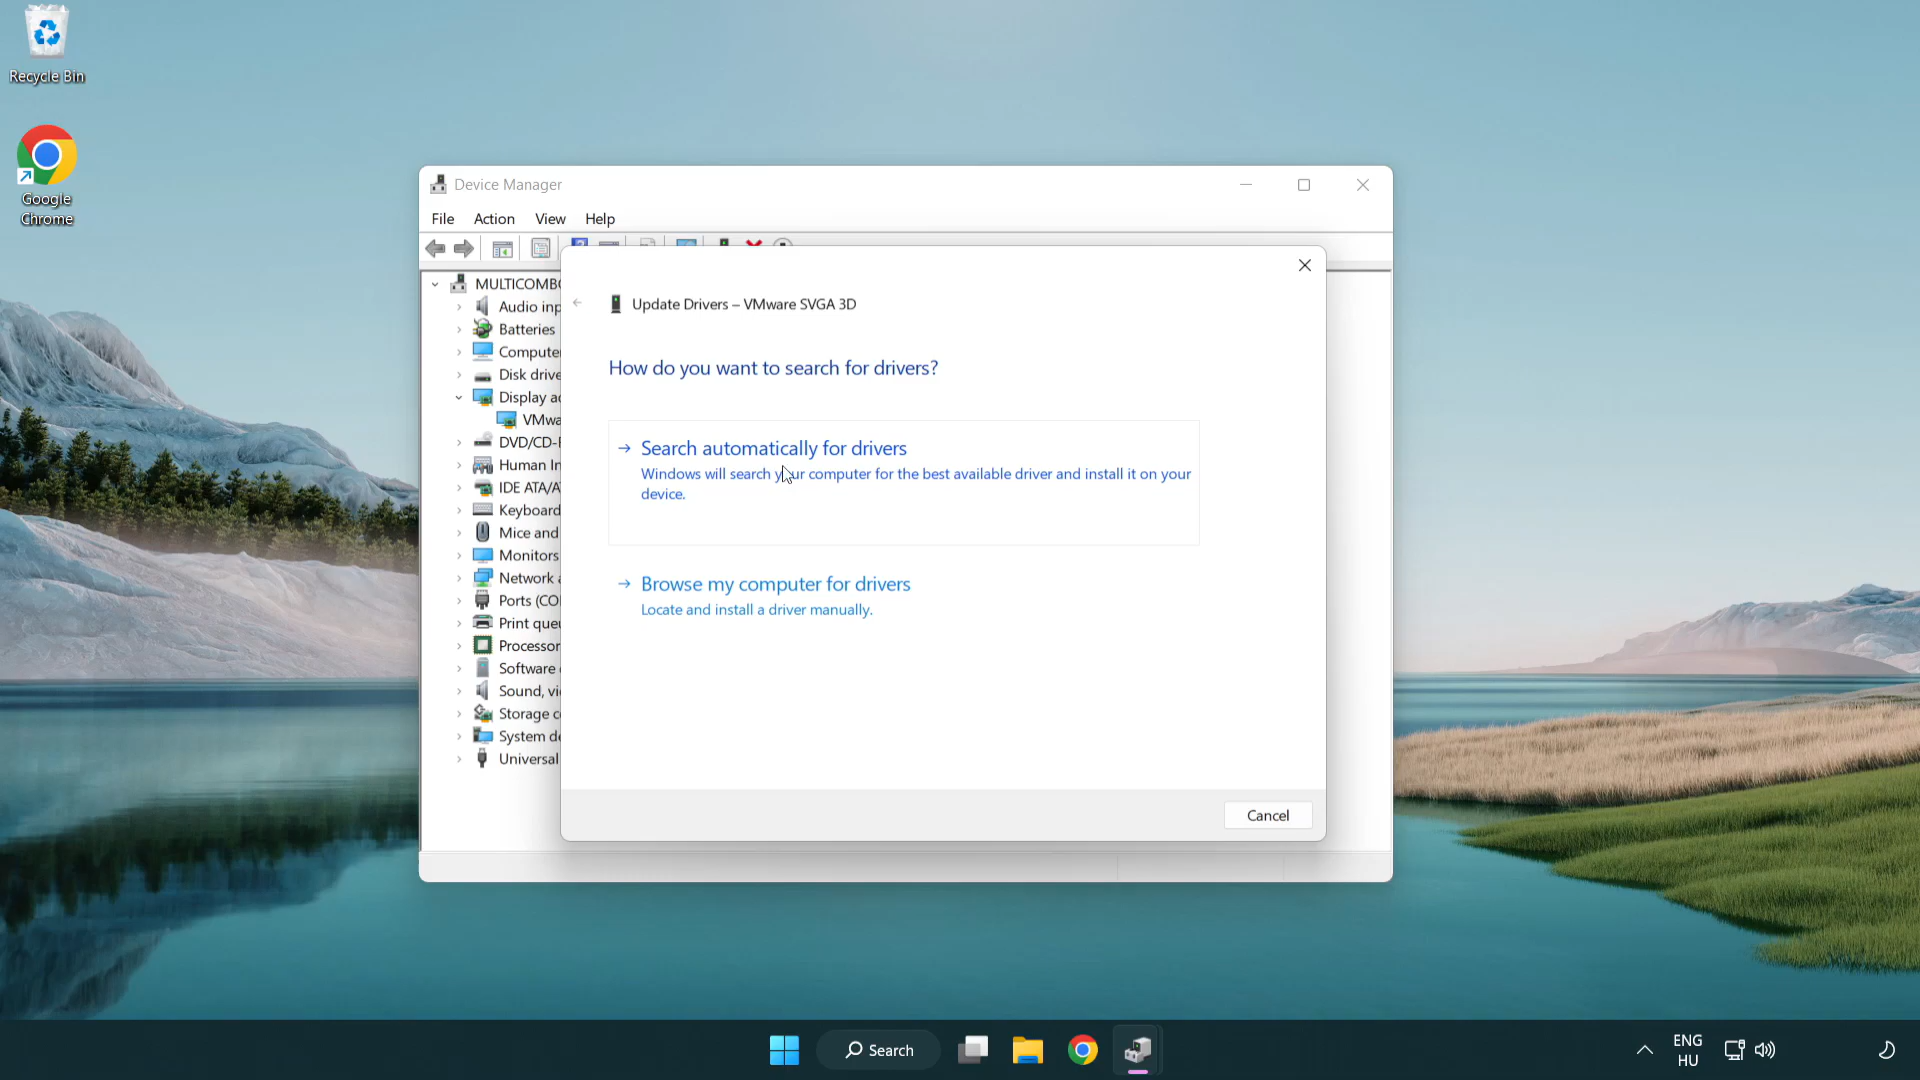 Recycle Bin
Google
Chrome
Device Manager
File Action View Help
MULTICOMBO
Audio inp
Batteries
Compute
Disk drive
Display a
VMwa
DVD/CD-R
Human In
IDE ATA/A
Keyboard
Mice and
Monitors
Network a
Ports (CO
Print que
Processor
Software
Sound, vi
Storage c
System de
Universal
Update Drivers – VMware SVGA 3D
How do you want to search for drivers?
Search automatically for drivers
Windows will search your computer for the best available driver and install it on your
device.
Browse my computer for drivers
Locate and install a driver manually.
Cancel
Search
ENG
HU